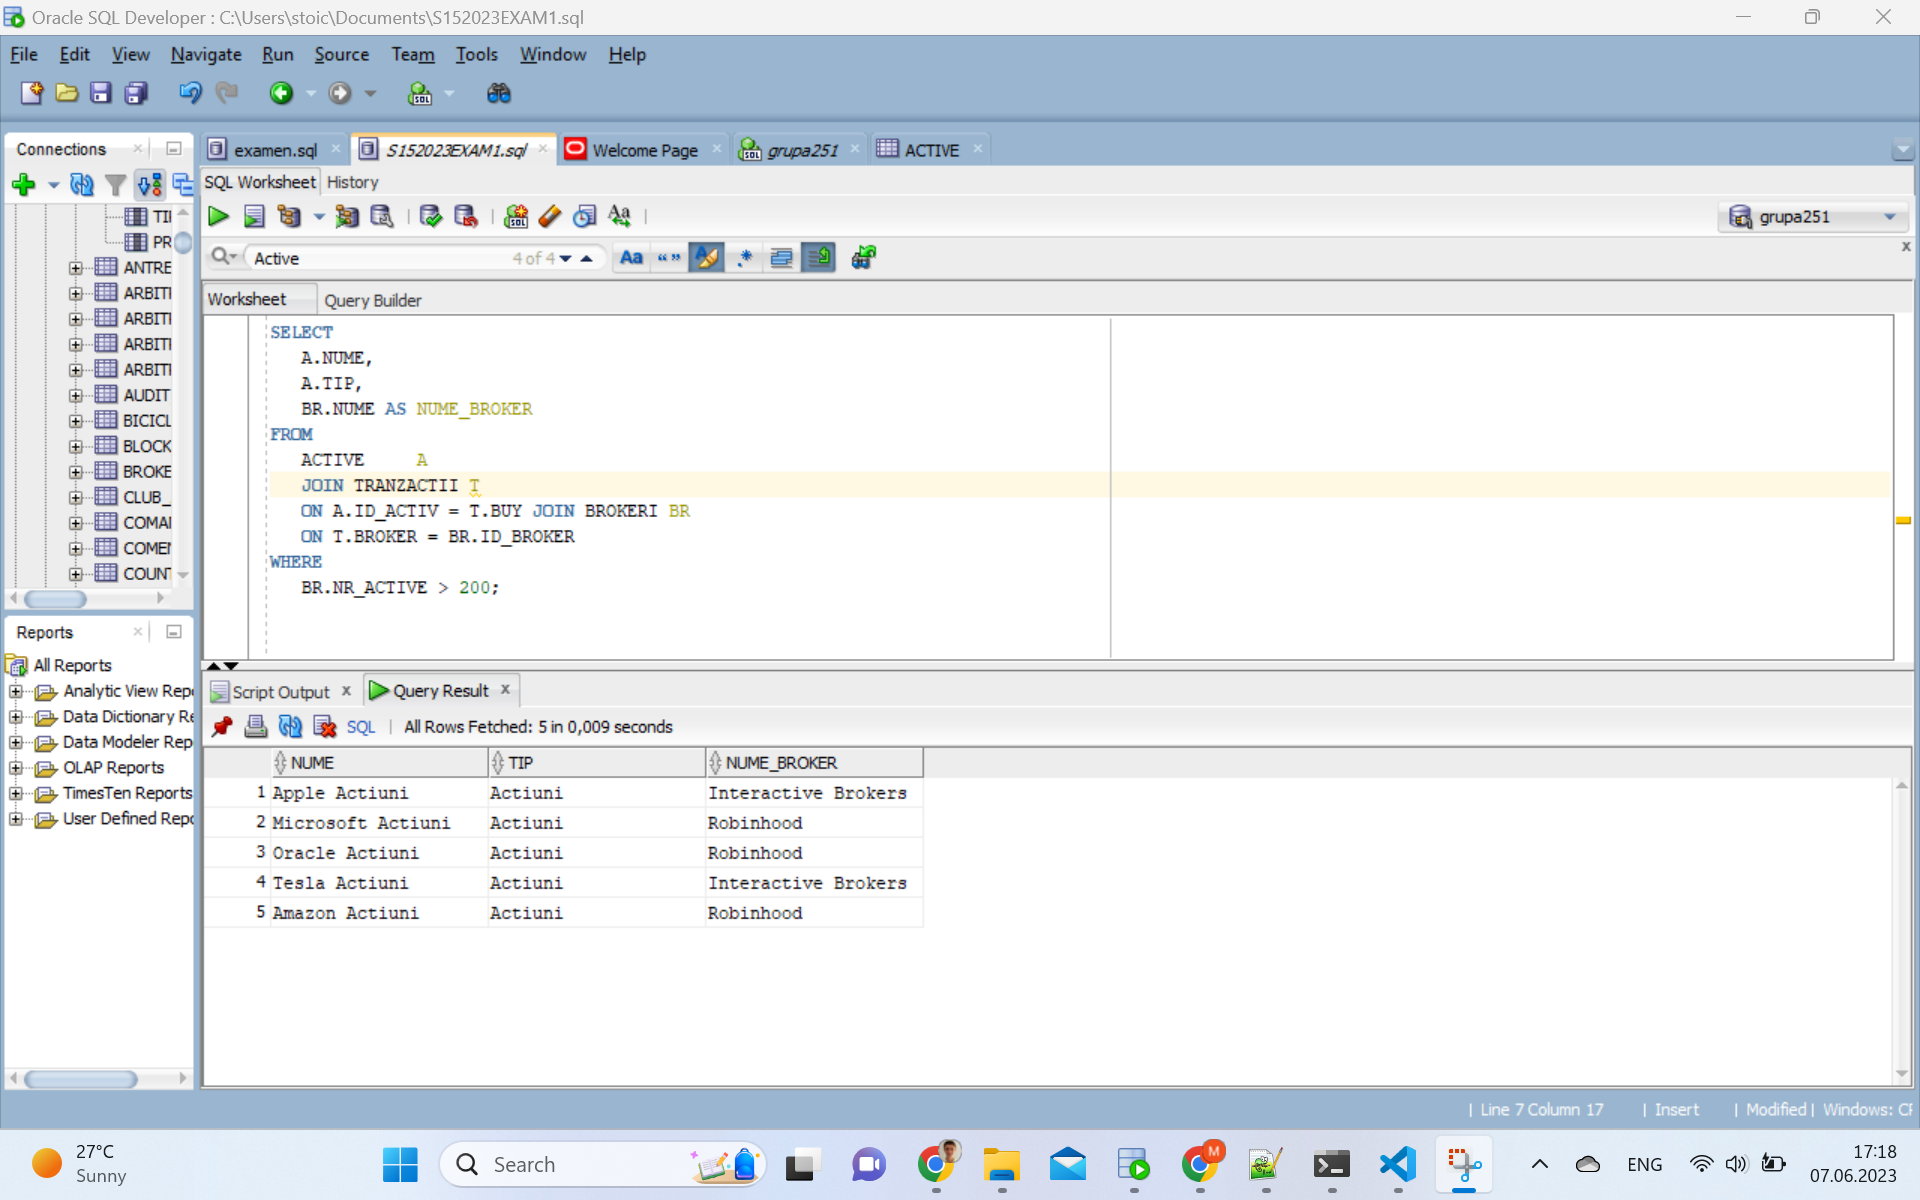 Oracle SQL Developer : C:\Users\stoic\Documents\S152023EXAM1.sql
File Edit View Navigate Run Source Team Tools Window Help
Connections
examen.sql S152023EXAM1.sql Welcome Page grupa251 ACTIVE
SQL Worksheet History
grupa251
Active 4 of 4
Worksheet Query Builder
TII
PR
ANTRE
ARBITI
ARBITI
ARBITI
ARBITI
AUDIT
BICICL
BLOCK
BROKE
CLUB_
COMAI
COMEI
COUNT
SELECT
A.NUME,
A.TIP,
BR.NUME AS NUME_BROKER
FROM
ACTIVE A
JOIN TRANZACTII T
ON A.ID_ACTIV = T.BUY JOIN BROKERI BR
ON T.BROKER = BR.ID_BROKER
WHERE
BR.NR_ACTIVE > 200;
Reports
All Reports
Analytic View Rep
Data Dictionary Re
Data Modeler Rep
OLAP Reports
TimesTen Reports
User Defined Repo
Script Output Query Result
SQL All Rows Fetched: 5 in 0,009 seconds
NUME TIP NUME_BROKER
1 Apple Actiuni Actiuni Interactive Brokers
2 Microsoft Actiuni Actiuni Robinhood
3 Oracle Actiuni Actiuni Robinhood
4 Tesla Actiuni Actiuni Interactive Brokers
5 Amazon Actiuni Actiuni Robinhood
Line 7 Column 17 Insert Modified Windows: CF
27°C
Sunny
Search
ENG
17:18
07.06.2023